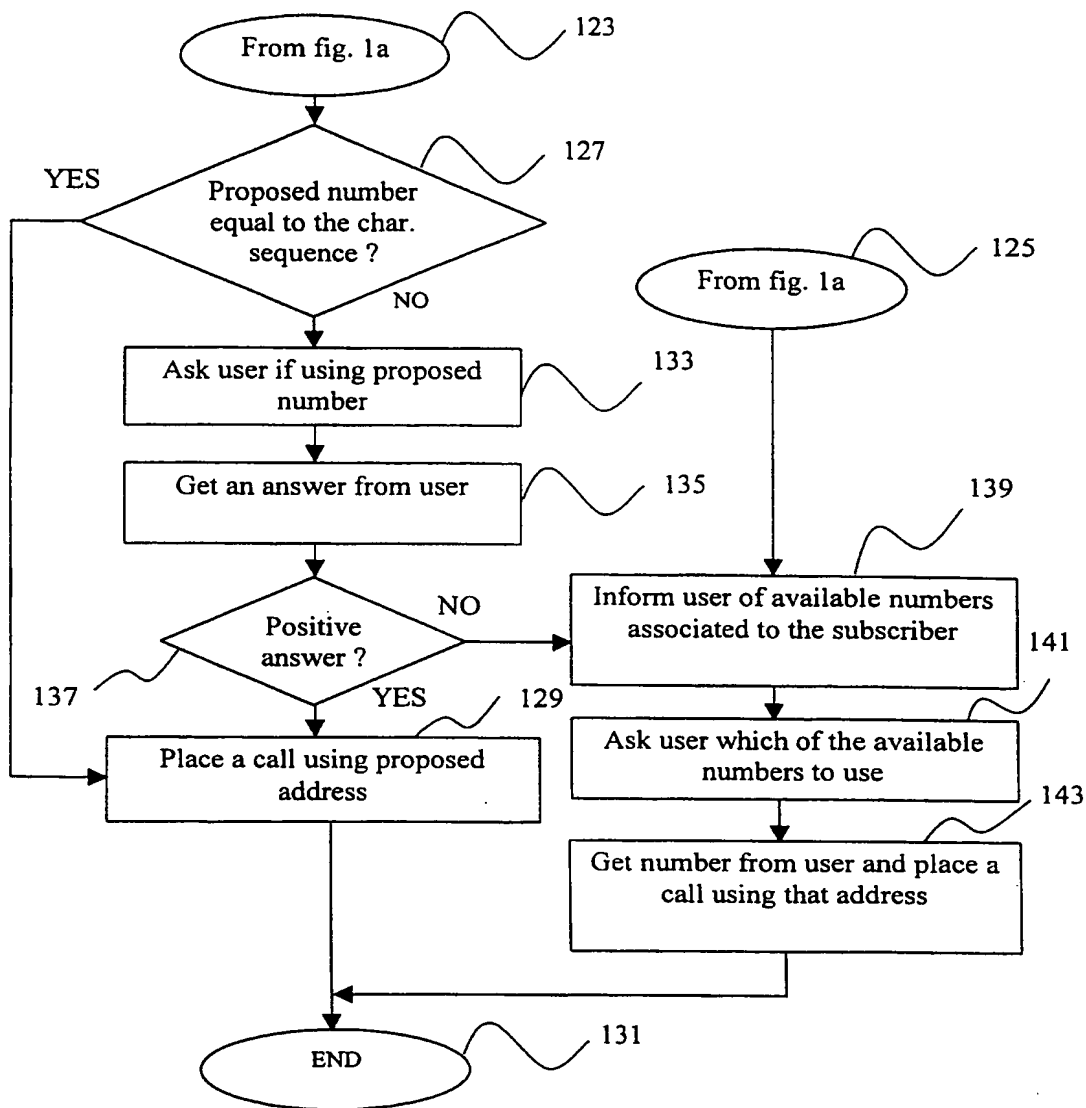 From fig. 1a
123
127
YES
Proposed number
equal to the char.
sequence ?
NO
From fig. 1a
125
Ask user if using proposed
number
133
Get an answer from user
135
139
Positive
answer ?
NO
YES
137
Inform user of available numbers
associated to the subscriber
141
129
Place a call using proposed
address
Ask user which of the available
numbers to use
143
Get number from user and place a
call using that address
END
131